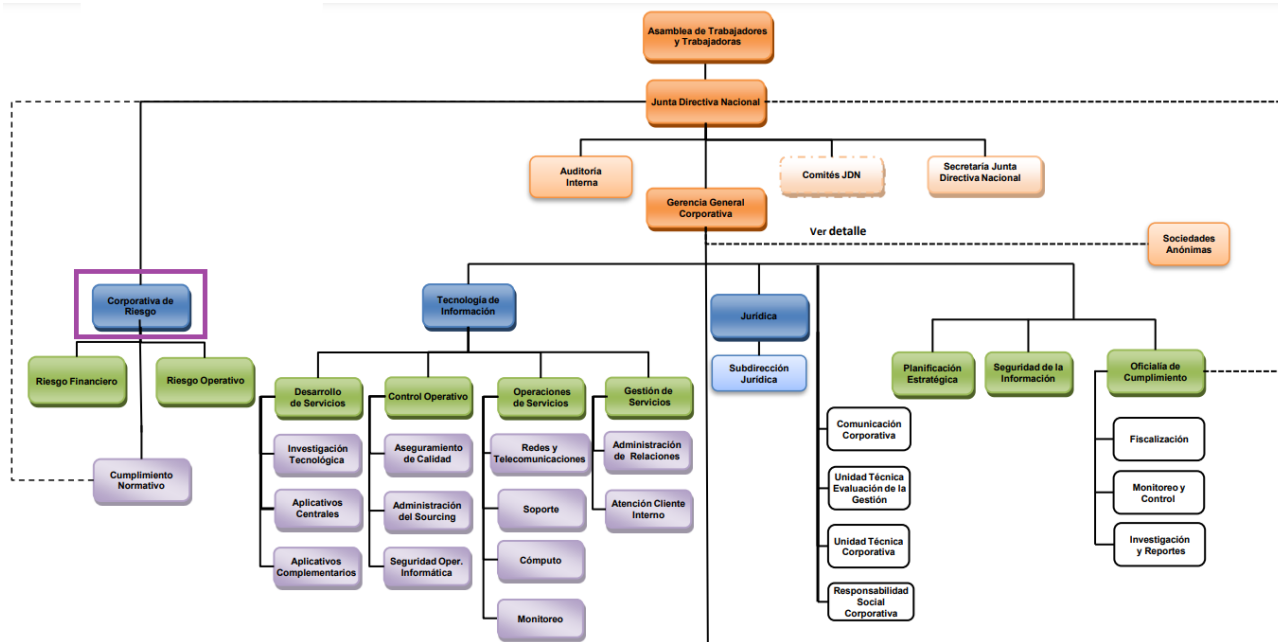 Asamblea de Trabajadores
y Trabajadoras
Junta Directiva Nacional
Auditoría
Interna
Comités JDN
Secretaría Junta
Directiva Nacional
Gerencia General
Corporativa
Ver detalle
Sociedades
Anónimas
Corporativa de
Riesgo
Tecnología de
Información
Jurídica
Subdirección
Jurídica
Riesgo Financiero
Riesgo Operativo
Cumplimiento
Normativo
Desarrollo
de Servicios
Control Operativo
Operaciones
de Servicios
Gestión de
Servicios
Planificación
Estratégica
Seguridad de la
Información
Oficialía de
Cumplimiento
Investigación
Tecnológica
Aplicativos
Centrales
Aplicativos
Complementarios
Aseguramiento
de Calidad
Administración
del Sourcing
Seguridad Oper.
Informática
Redes y
Telecomunicaciones
Soporte
Cómputo
Monitoreo
Administración
de Relaciones
Atención Cliente
Interno
Comunicación
Corporativa
Unidad Técnica
Evaluación de la
Gestión
Unidad Técnica
Corporativa
Responsabilidad
Social
Corporativa
Fiscalización
Monitoreo y
Control
Investigación
y Reportes